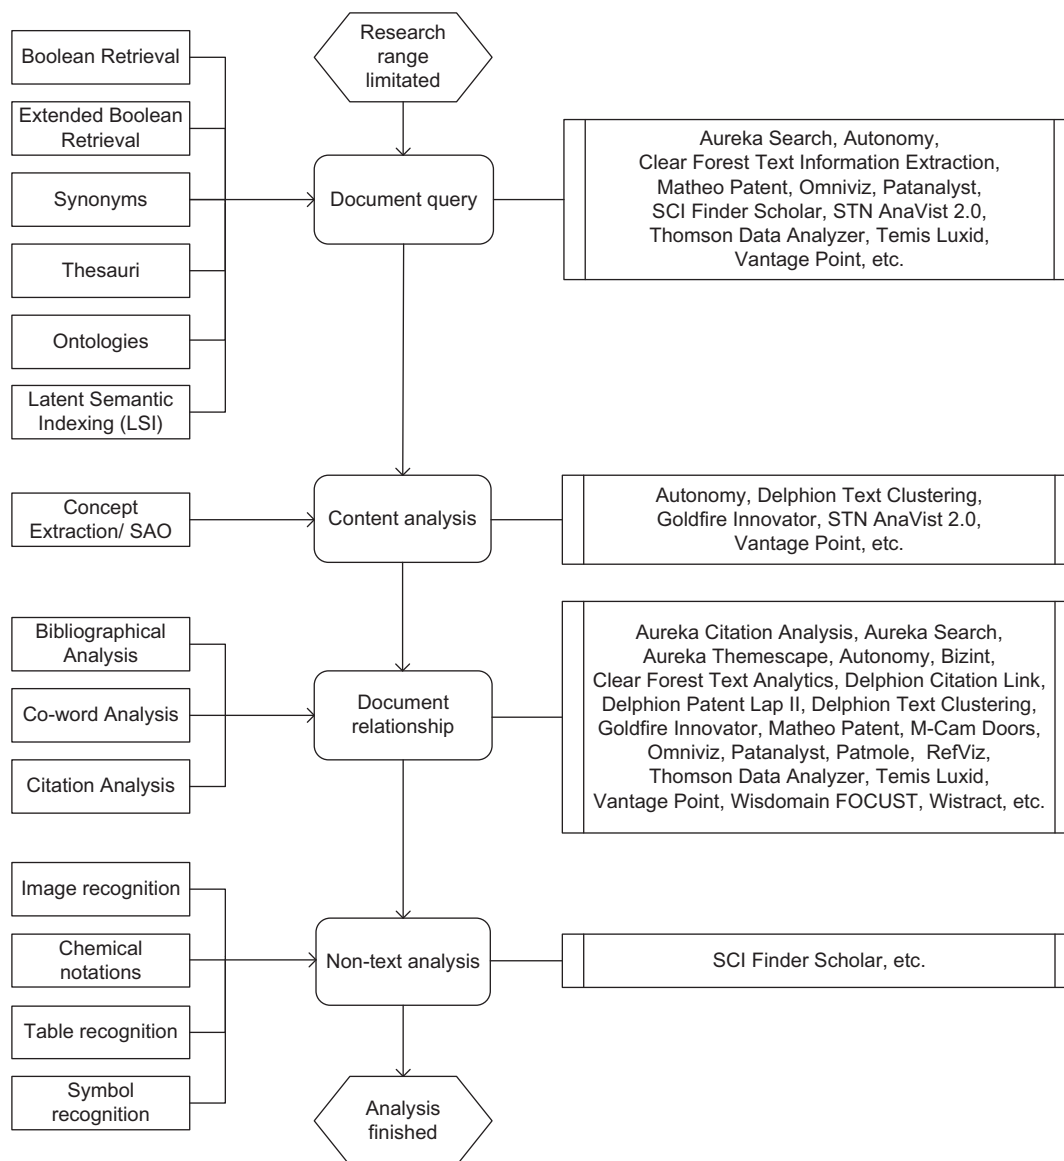 Research
range
limitated
Boolean Retrieval
Extended Boolean
Retrieval
Synonyms
Thesauri
Ontologies
Latent Semantic
Indexing (LSI)
Document query
Aureka Search, Autonomy,
Clear Forest Text Information Extraction,
Matheo Patent, Omniviz, Patanalyst,
SCI Finder Scholar, STN AnaVist 2.0,
Thomson Data Analyzer, Temis Luxid,
Vantage Point, etc.
Concept
Extraction/ SAO
Content analysis
Autonomy, Delphion Text Clustering,
Goldfire Innovator, STN AnaVist 2.0,
Vantage Point, etc.
Bibliographical
Analysis
Co-word Analysis
Citation Analysis
Document
relationship
Aureka Citation Analysis, Aureka Search,
Aureka Themescape, Autonomy, Bizint,
Clear Forest Text Analytics, Delphion Citation Link,
Delphion Patent Lap II, Delphion Text Clustering,
Goldfire Innovator, Matheo Patent, M-Cam Doors,
Omniviz, Patanalyst, Patmole, RefViz,
Thomson Data Analyzer, Temis Luxid,
Vantage Point, Wisdomain FOCUST, Wistract, etc.
Image recognition
Chemical
notations
Table recognition
Symbol
recognition
Non-text analysis
SCI Finder Scholar, etc.
Analysis
finished